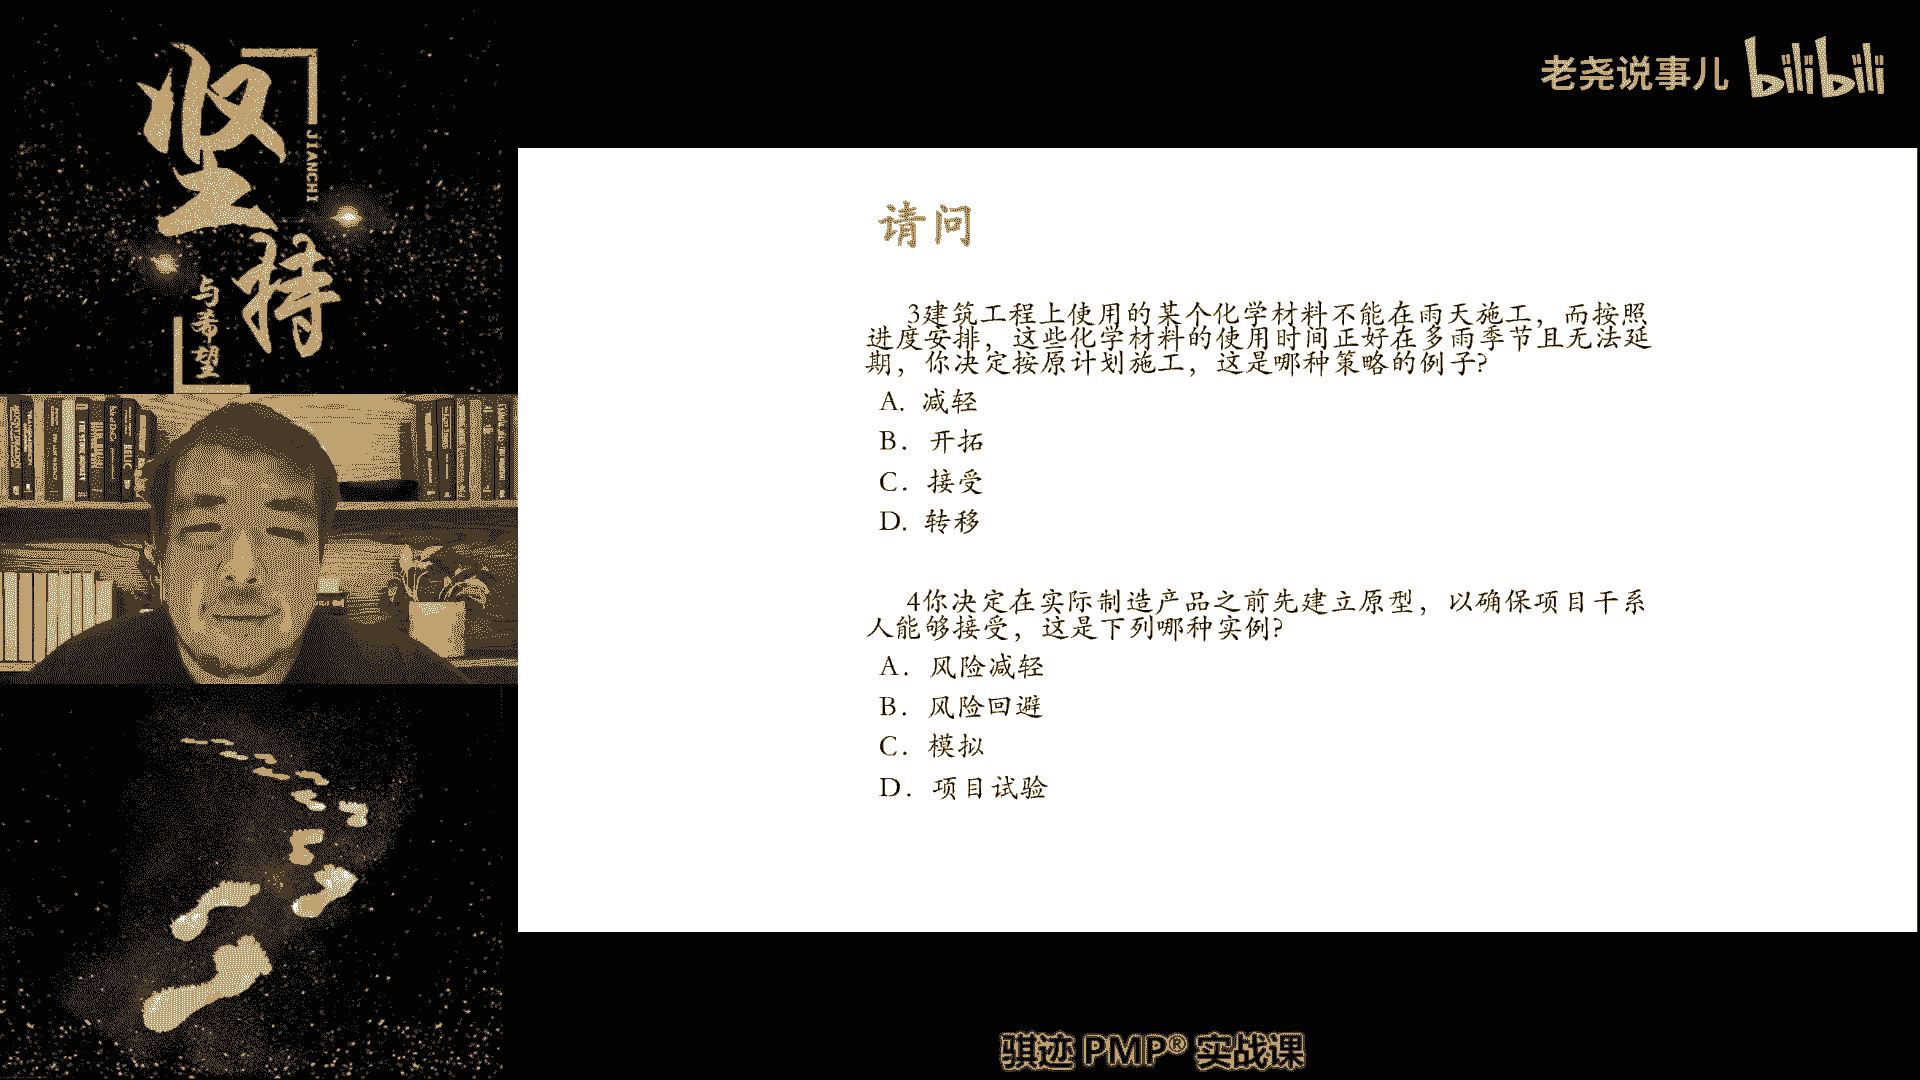 坚持
JIANCHI
与希望
老尧说事儿 bilibili
请问
3建筑工程上使用的某个化学材料不能在雨天施工，而按照
进度安排，这些化学材料的使用时间正好在多雨季节且无法延
期，你决定按原计划施工，这是哪种策略的例子?
A. 减轻
B. 开拓
C. 接受
D. 转移
4你决定在实际制造产品之前先建立原型，以确保项目干系
人能够接受，这是下列哪种实例?
A. 风险减轻
B. 风险回避
C. 模拟
D. 项目试验
骐迹 PMP® 实战课